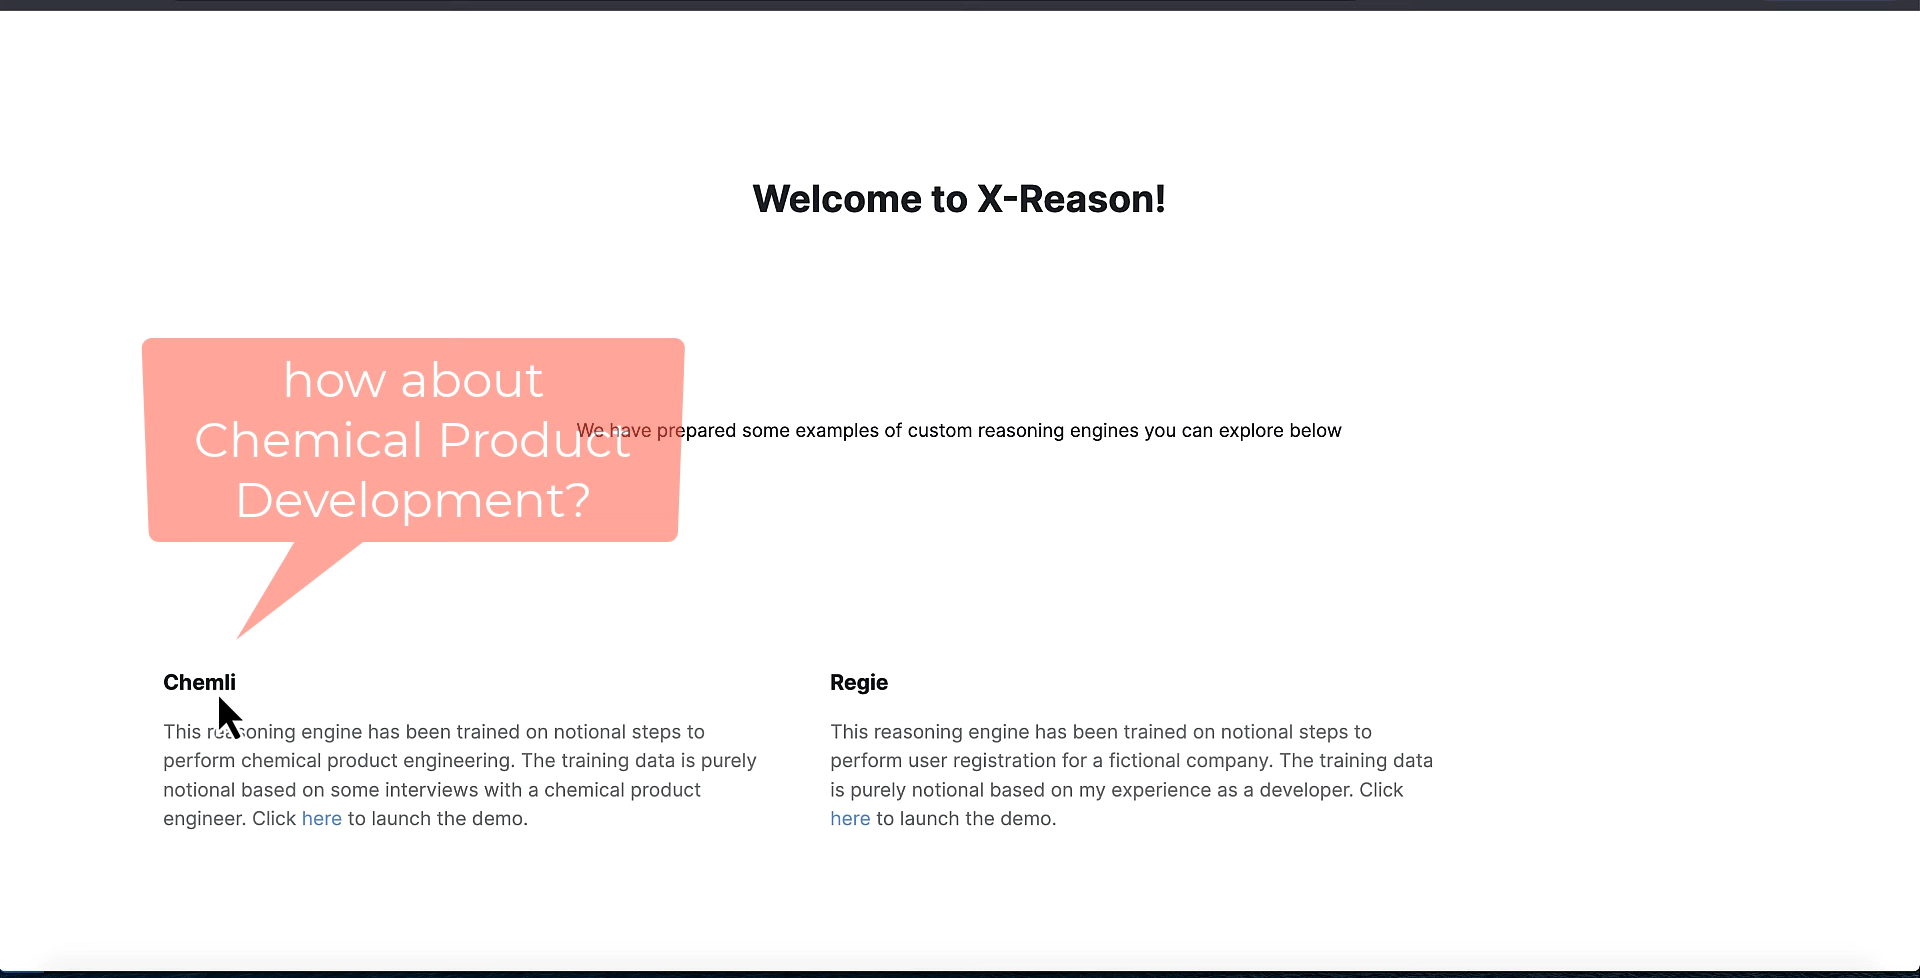 Welcome to X-Reason!
how about
Chemical Product
Development?
We have prepared some examples of custom reasoning engines you can explore below
Chemli
This reasoning engine has been trained on notional steps to
perform chemical product engineering. The training data is purely
notional based on some interviews with a chemical product
engineer. Click here to launch the demo.
Regie
This reasoning engine has been trained on notional steps to
perform user registration for a fictional company. The training data
is purely notional based on my experience as a developer. Click
here to launch the demo.